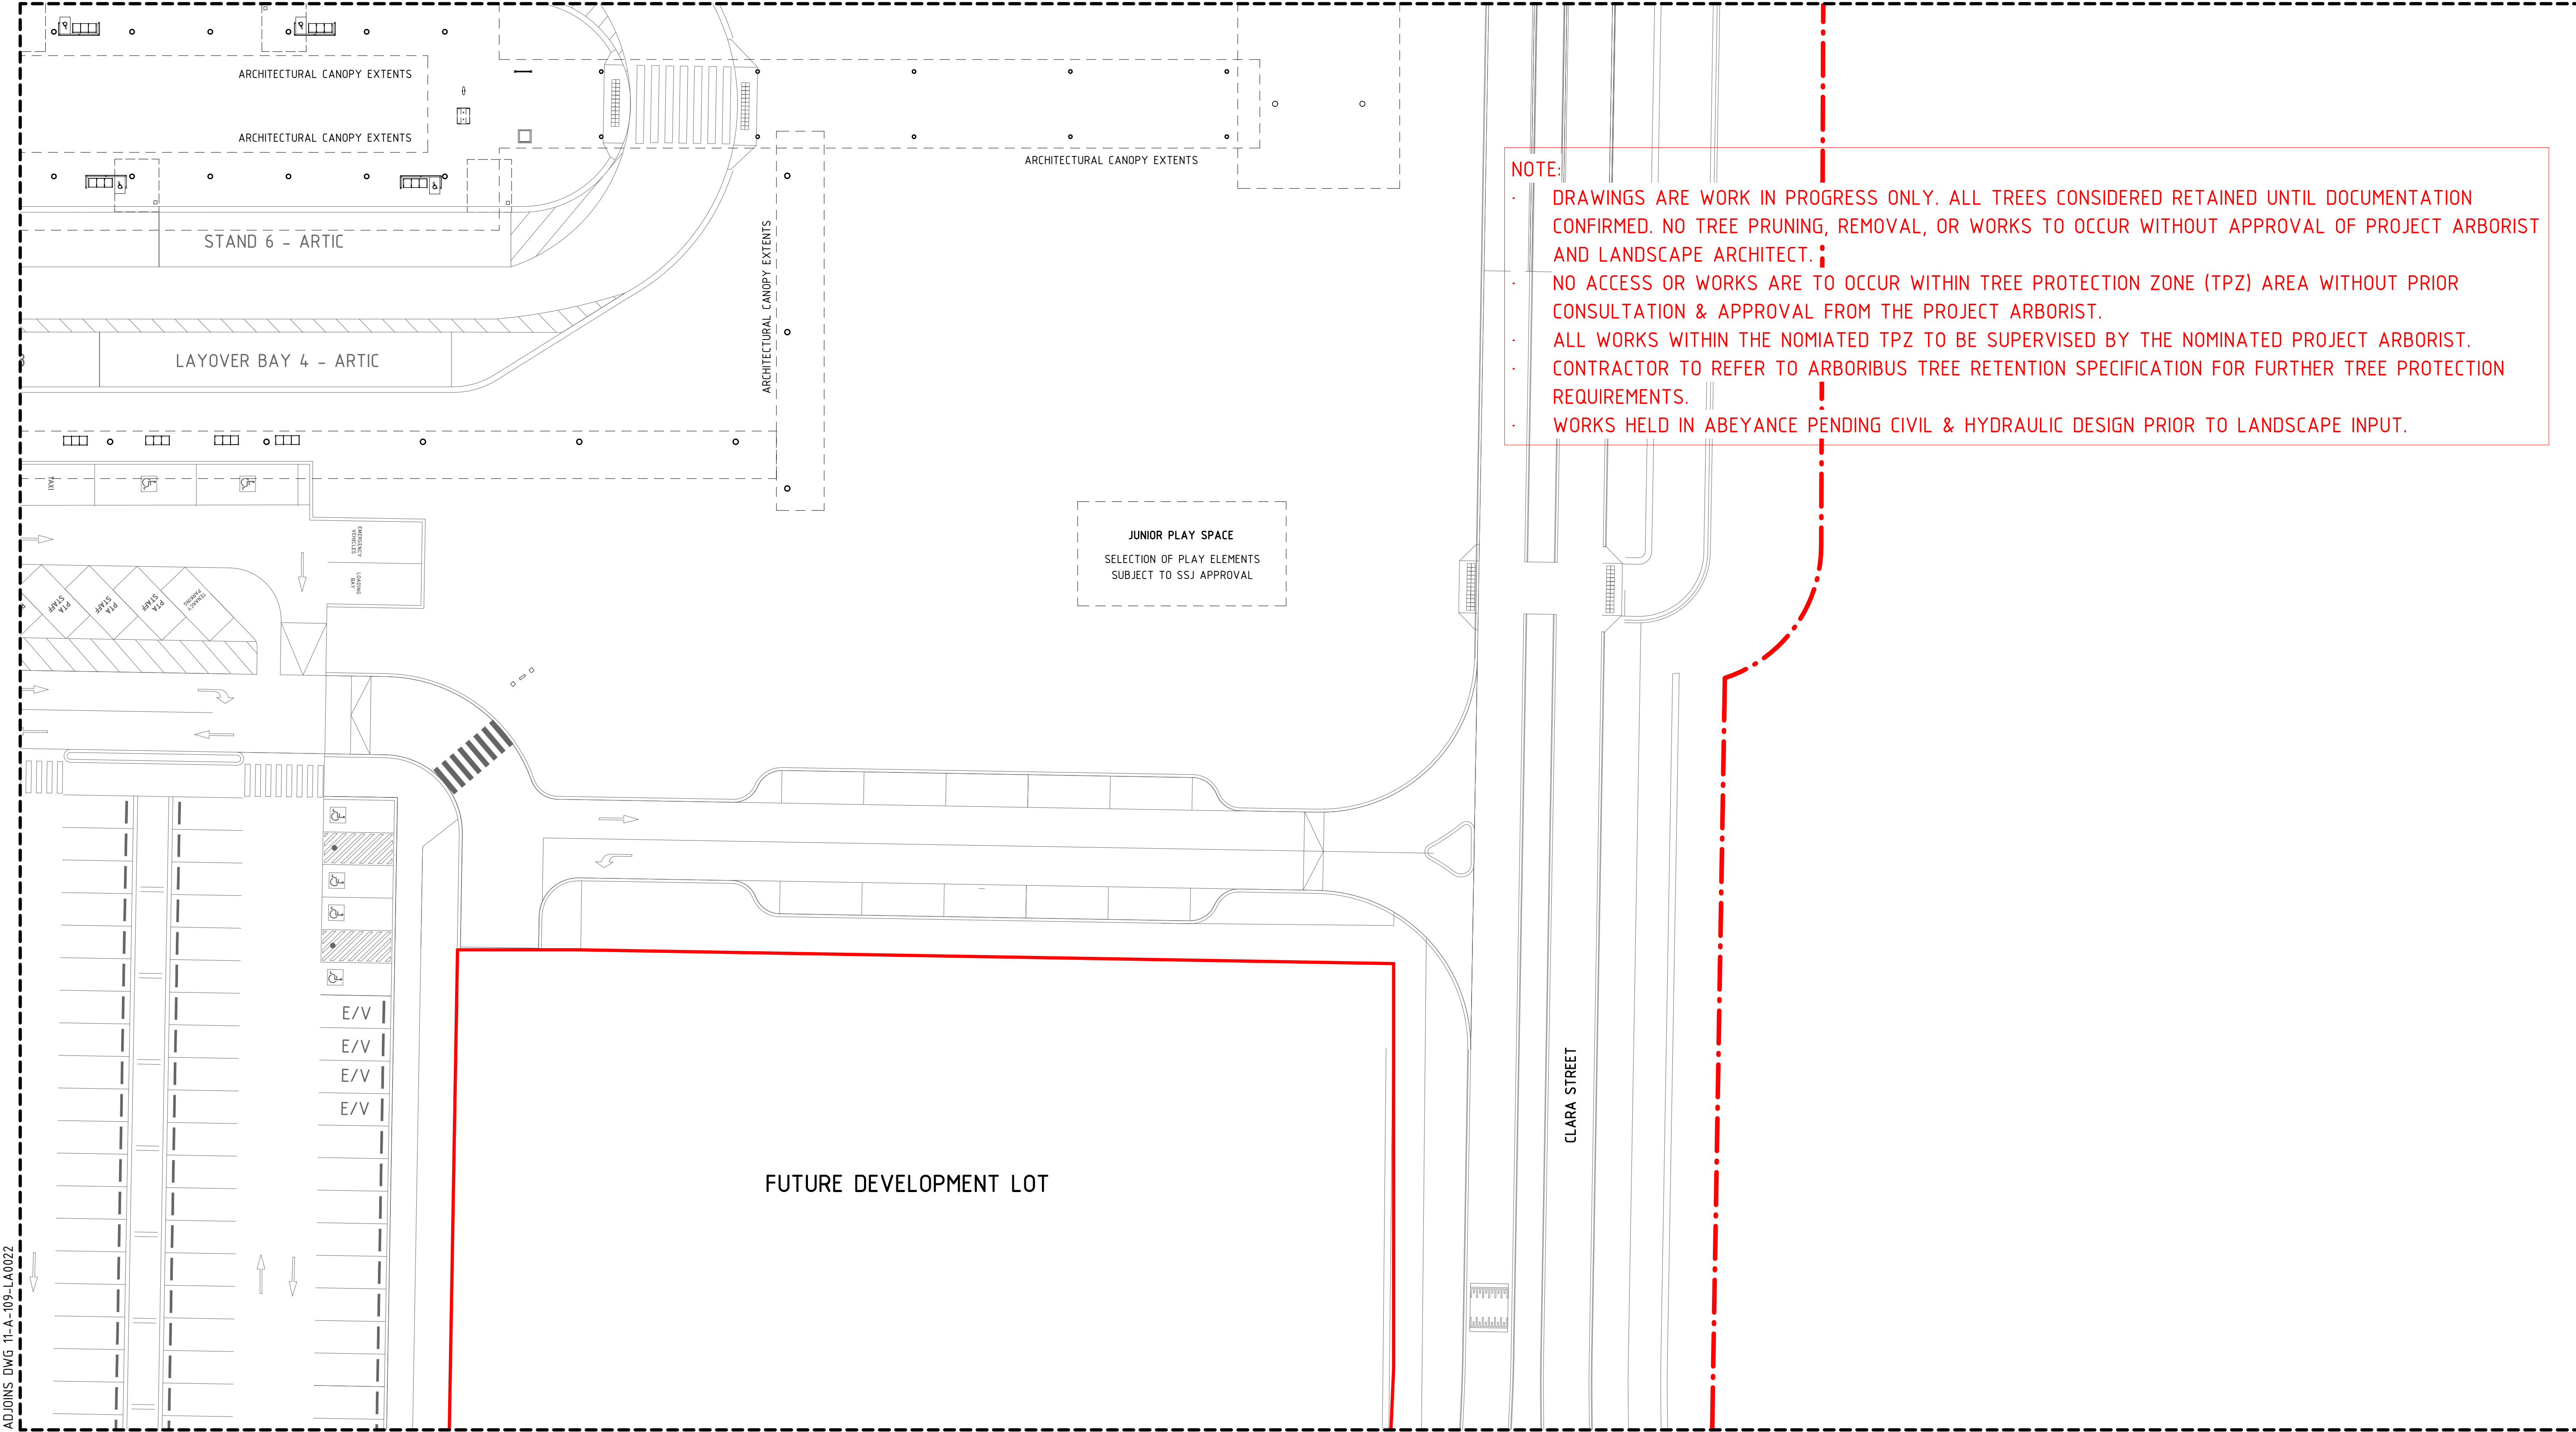 ARCHITECTURAL CANOPY EXTENTS
ARCHITECTURAL CANOPY EXTENTS
ARCHITECTURAL CANOPY EXTENTS
STAND 6 - ARTIC
ARCHITECTURAL CANOPY EXTENTS
LAYOVER BAY 4 - ARTIC
NOTE:
· DRAWINGS ARE WORK IN PROGRESS ONLY. ALL TREES CONSIDERED RETAINED UNTIL DOCUMENTATION
CONFIRMED. NO TREE PRUNING, REMOVAL, OR WORKS TO OCCUR WITHOUT APPROVAL OF PROJECT ARBORIST
AND LANDSCAPE ARCHITECT.
· NO ACCESS OR WORKS ARE TO OCCUR WITHIN TREE PROTECTION ZONE (TPZ) AREA WITHOUT PRIOR
CONSULTATION & APPROVAL FROM THE PROJECT ARBORIST.
· ALL WORKS WITHIN THE NOMIATED TPZ TO BE SUPERVISED BY THE NOMINATED PROJECT ARBORIST.
· CONTRACTOR TO REFER TO ARBORIBUS TREE RETENTION SPECIFICATION FOR FURTHER TREE PROTECTION
REQUIREMENTS.
· WORKS HELD IN ABEYANCE PENDING CIVIL & HYDRAULIC DESIGN PRIOR TO LANDSCAPE INPUT.
TAXI
EMERGENCY
VEHICLES
LOADING
BAY
JUNIOR PLAY SPACE
SELECTION OF PLAY ELEMENTS
SUBJECT TO SSJ APPROVAL
PTA
STAFF
PTA
STAFF
PTA
STAFF
TENANCY
PARKING
E/V
E/V
E/V
E/V
CLARA STREET
FUTURE DEVELOPMENT LOT
ADJOINS DWG 11-A-109-LA0022